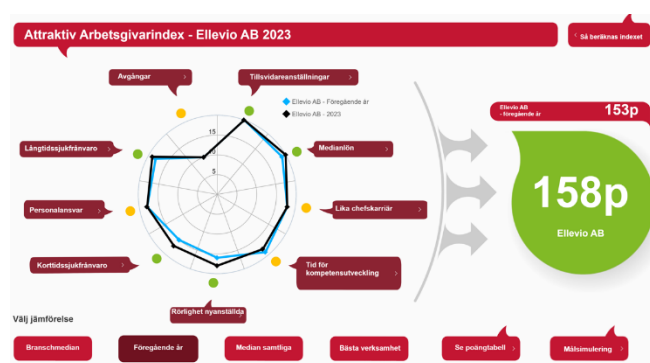 Attraktiv Arbetsgivarindex - Ellevio AB 2023
Så beräknas indexet
Avgångar
Tillsvidareanställningar
Ellevio AB - Föregående år
Ellevio AB - 2023
Ellevio AB
- föregående år
153p
15
10
5
Långtidssjukfrånvaro
Medianlön
158p
Ellevio AB
Personalansvar
Lika chefskarriär
Korttidssjukfrånvaro
Tid för
kompetensutveckling
Rörlighet nyanställda
Välj jämförelse
Branschmedian
Föregående år
Median samtliga
Bästa verksamhet
Se poängtabell
Målsimulering